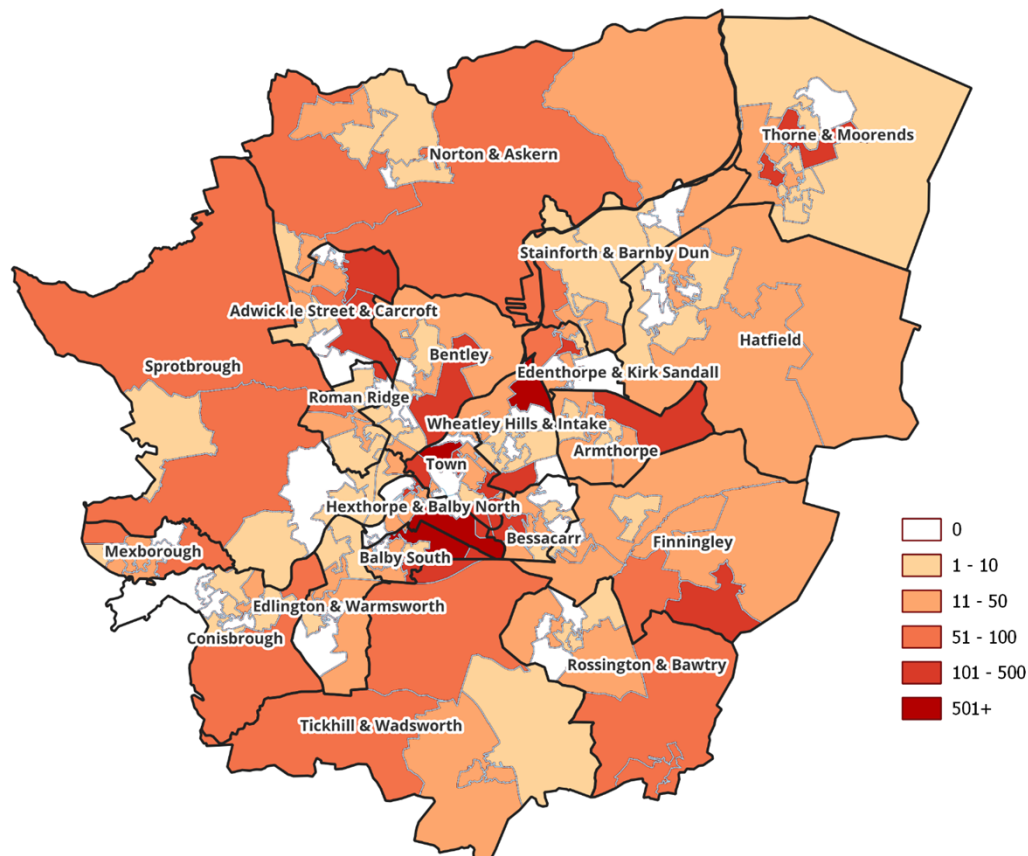 Thorne & Moorends
Norton & Askern
Stainforth & Barnby Dun
Adwick le Street & Carcroft
Hatfield
Bentley
Sprotbrough
Edenthorpe & Kirk Sandall
Roman Ridge
Wheatley Hills & Intake
Armthorpe
Town
Hexthorpe & Balby North
Bessacarr
Finningley
Mexborough
Balby South
Edlington & Warmsworth
Conisbrough
Rossington & Bawtry
Tickhill & Wadsworth
0
1 - 10
11 - 50
51 - 100
101 - 500
501+